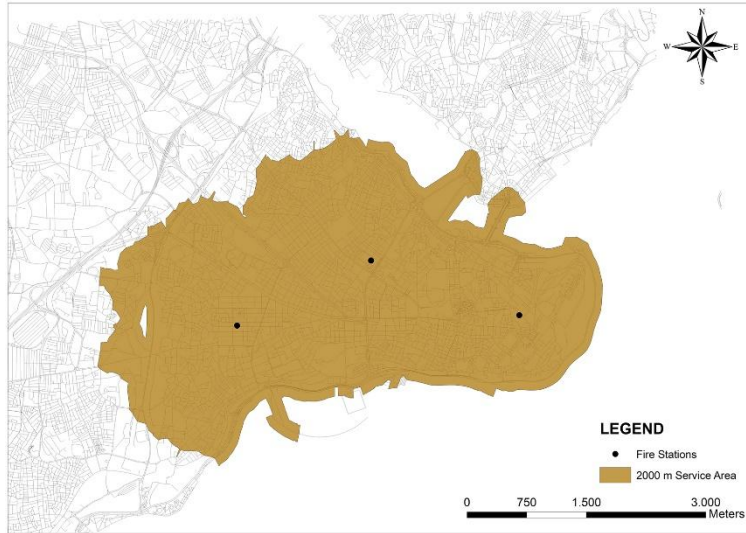 N
W E
S
LEGEND
Fire Stations
2000 m Service Area
0 750 1.500 3.000
Meters